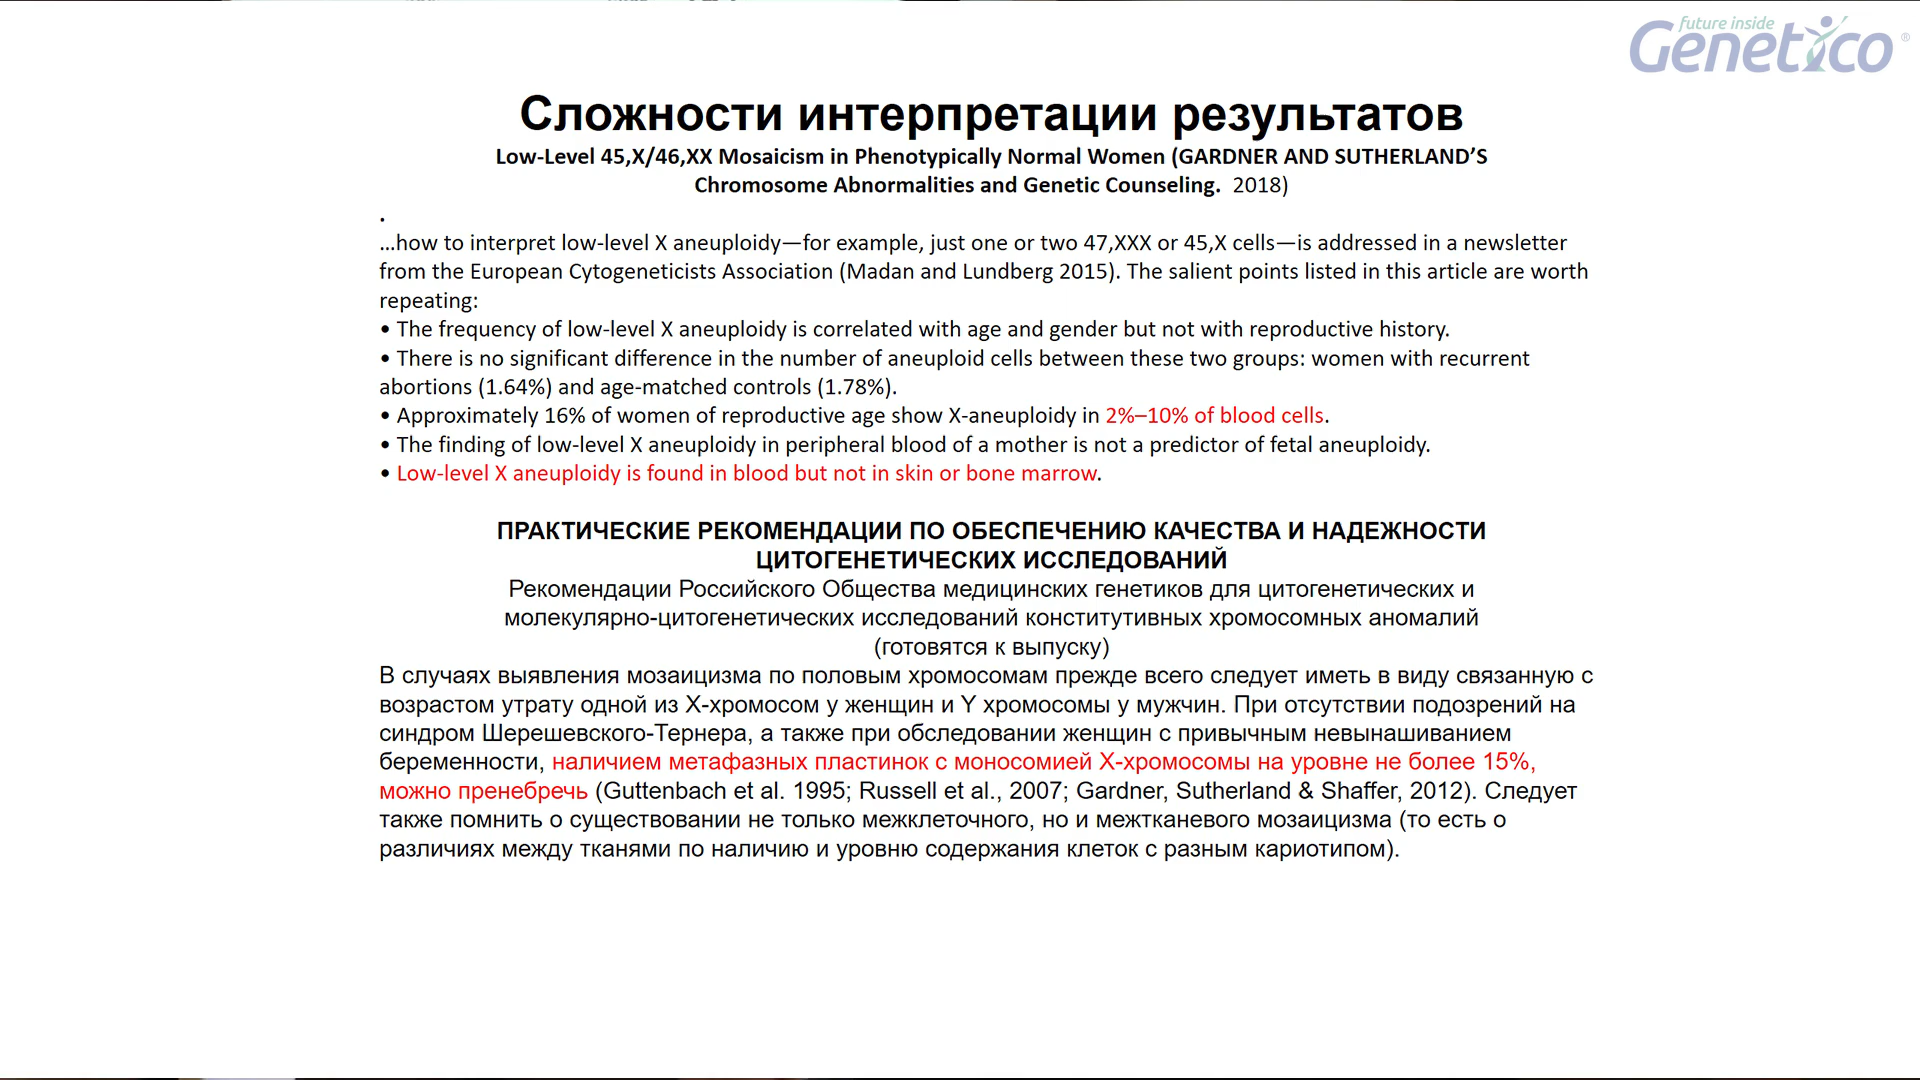 future inside
Genetico ®
Сложности интерпретации результатов
Low-Level 45,X/46,XX Mosaicism in Phenotypically Normal Women (GARDNER AND SUTHERLAND’S
Chromosome Abnormalities and Genetic Counseling. 2018)
.
…how to interpret low-level X aneuploidy—for example, just one or two 47,XXX or 45,X cells—is addressed in a newsletter
from the European Cytogeneticists Association (Madan and Lundberg 2015). The salient points listed in this article are worth
repeating:
• The frequency of low-level X aneuploidy is correlated with age and gender but not with reproductive history.
• There is no significant difference in the number of aneuploid cells between these two groups: women with recurrent
abortions (1.64%) and age-matched controls (1.78%).
• Approximately 16% of women of reproductive age show X-aneuploidy in 2%–10% of blood cells.
• The finding of low-level X aneuploidy in peripheral blood of a mother is not a predictor of fetal aneuploidy.
• Low-level X aneuploidy is found in blood but not in skin or bone marrow.
ПРАКТИЧЕСКИЕ РЕКОМЕНДАЦИИ ПО ОБЕСПЕЧЕНИЮ КАЧЕСТВА И НАДЕЖНОСТИ
ЦИТОГЕНЕТИЧЕСКИХ ИССЛЕДОВАНИЙ
Рекомендации Российского Общества медицинских генетиков для цитогенетических и
молекулярно-цитогенетических исследований конститутивных хромосомных аномалий
(готовятся к выпуску)
В случаях выявления мозаицизма по половым хромосомам прежде всего следует иметь в виду связанную с
возрастом утрату одной из X-хромосом у женщин и Y хромосомы у мужчин. При отсутствии подозрений на
синдром Шерешевского-Тернера, а также при обследовании женщин с привычным невынашиванием
беременности, наличием метафазных пластинок с моносомией X-хромосомы на уровне не более 15%,
можно пренебречь (Guttenbach et al. 1995; Russell et al., 2007; Gardner, Sutherland & Shaffer, 2012). Следует
также помнить о существовании не только межклеточного, но и межтканевого мозаицизма (то есть о
различиях между тканями по наличию и уровню содержания клеток с разным кариотипом).